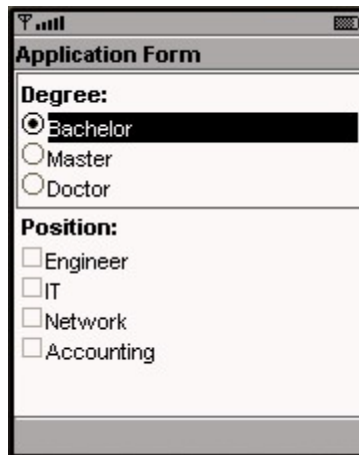 Application Form
Degree:
Bachelor
Master
Doctor
Position:
Engineer
IT
Network
Accounting